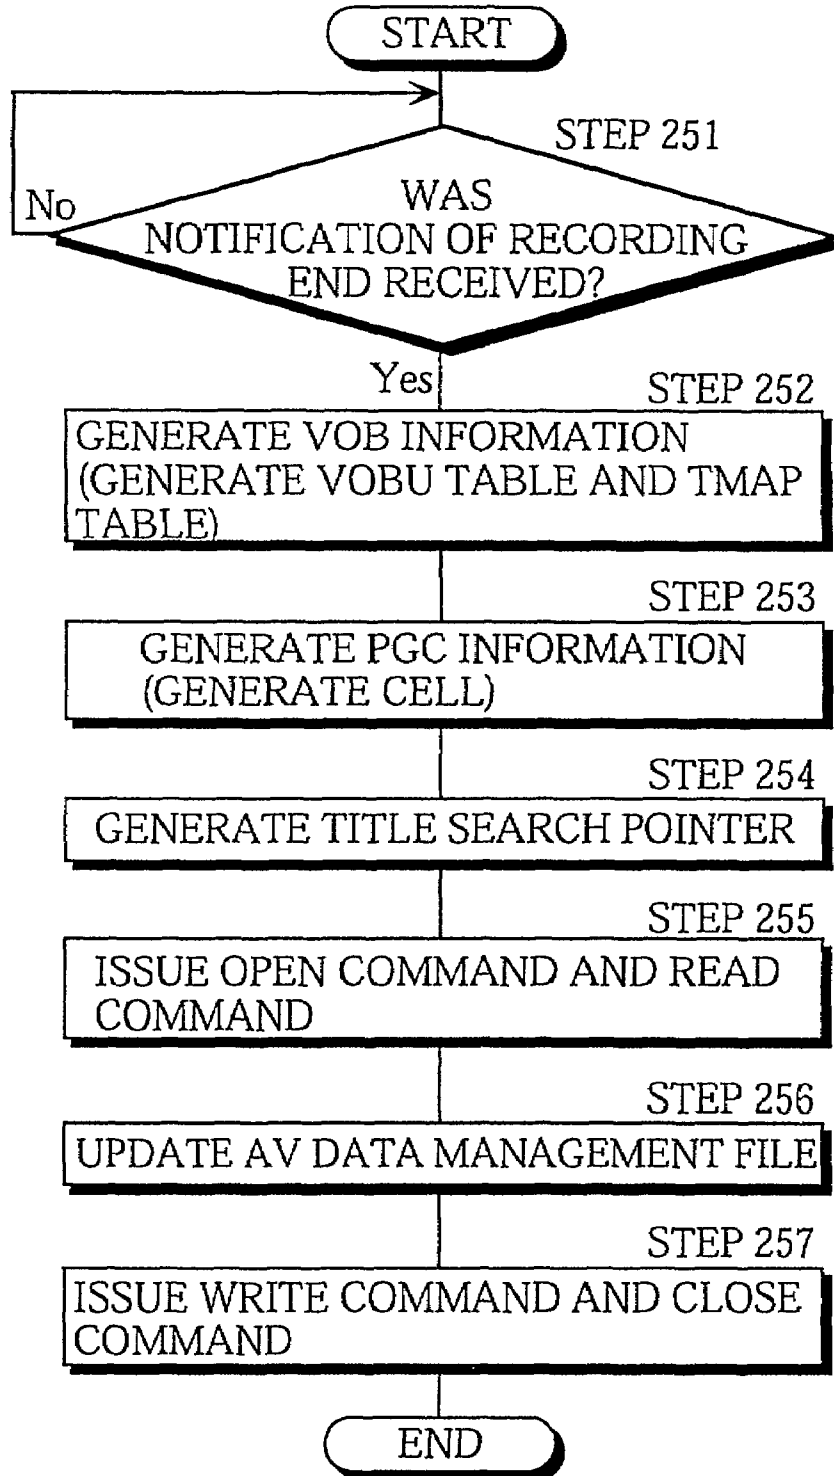 START
STEP 251
No
WAS
NOTIFICATION OF RECORDING
END RECEIVED?
Yes
STEP 252
GENERATE VOB INFORMATION
(GENERATE VOBU TABLE AND TMAP
TABLE)
STEP 253
GENERATE PGC INFORMATION
(GENERATE CELL)
STEP 254
GENERATE TITLE SEARCH POINTER
STEP 255
ISSUE OPEN COMMAND AND READ
COMMAND
STEP 256
UPDATE AV DATA MANAGEMENT FILE
STEP 257
ISSUE WRITE COMMAND AND CLOSE
COMMAND
END